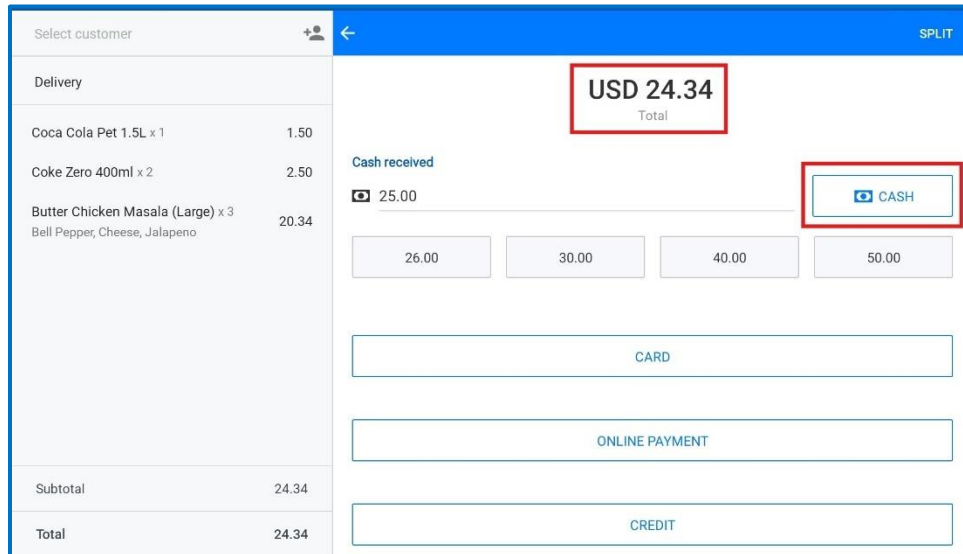 Select customer
SPLIT
Delivery
Coca Cola Pet 1.5L x 1 1.50
Coke Zero 400ml x 2 2.50
Butter Chicken Masala (Large) x 3 20.34
Bell Pepper, Cheese, Jalapeno
Subtotal 24.34
Total 24.34
USD 24.34
Total
Cash received
25.00 CASH
26.00 30.00 40.00 50.00
CARD
ONLINE PAYMENT
CREDIT